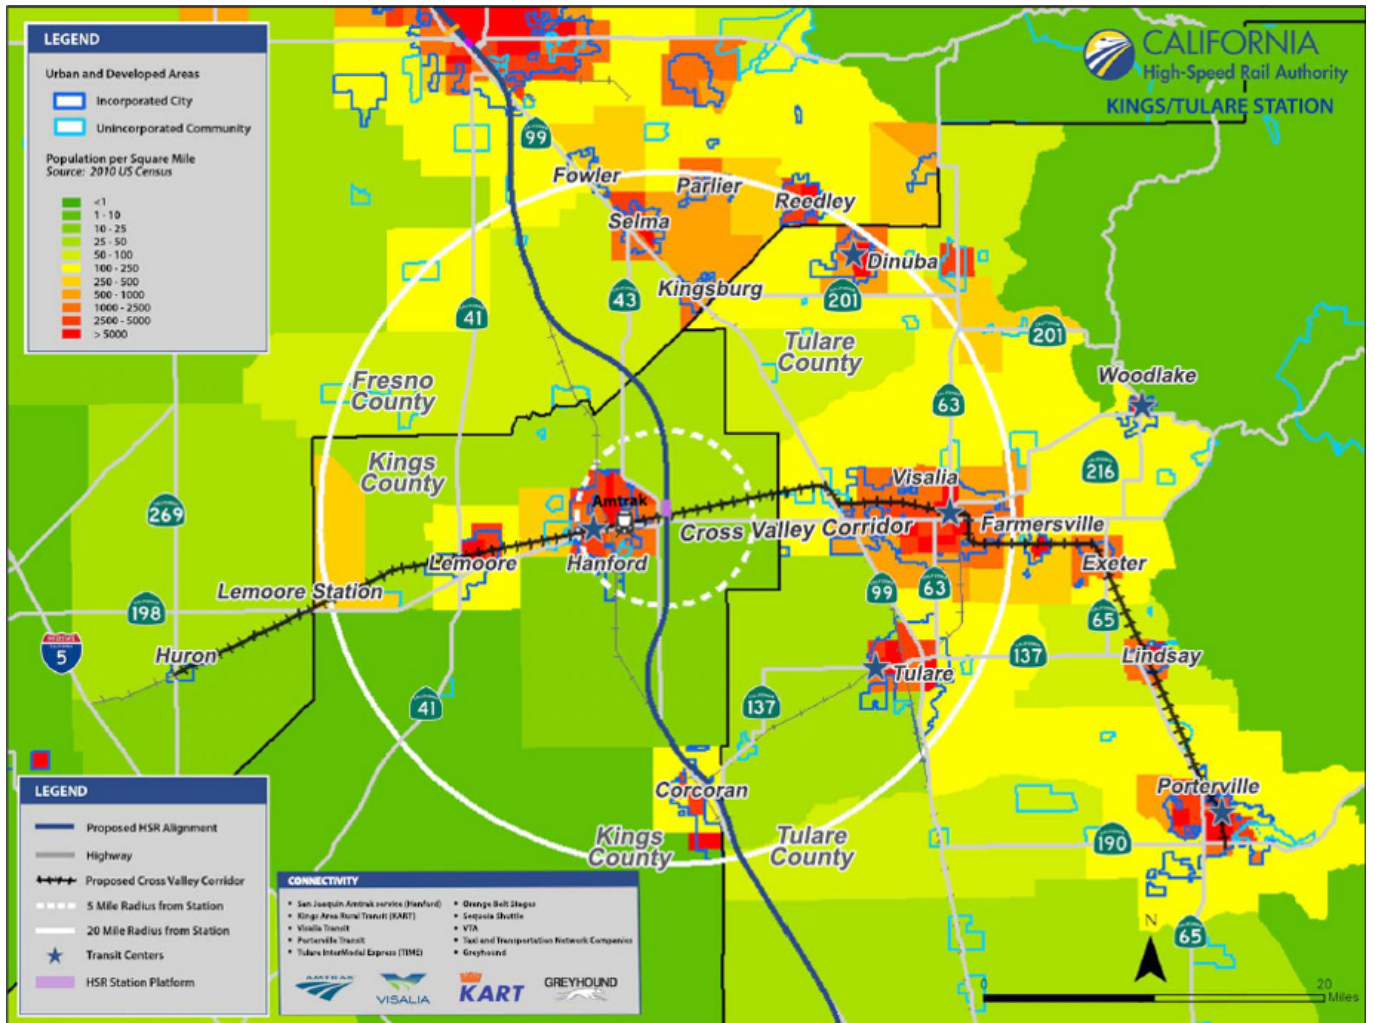 LEGEND
Urban and Developed Areas
Incorporated City
Unincorporated Community
Population per Square Mile
Source: 2010 US Census
<1
1 - 10
10 - 25
25 - 50
50 - 100
100 - 250
250 - 500
500 - 1000
1000 - 2500
2500 - 5000
> 5000
CALIFORNIA
High-Speed Rail Authority
KINGS/TULARE STATION
99
Fowler
Parlier
Reedley
Selma
Dinuba
Kingsburg
41
43
201
201
Tulare
County
Fresno
County
Woodlake
63
Kings
County
216
Visalia
269
Amtrak
Cross Valley Corridor
Farmersville
Lemoore
Hanford
Exeter
Lemoore Station
99
63
198
65
INTERSTATE
5
Huron
137
Lindsay
Tulare
41
137
Corcoran
Porterville
Kings
County
Tulare
County
190
65
N
0
20
Miles
LEGEND
Proposed HSR Alignment
Highway
Proposed Cross Valley Corridor
5 Mile Radius from Station
20 Mile Radius from Station
Transit Centers
HSR Station Platform
CONNECTIVITY
• San Joaquin Amtrak service (Hanford)
• Kings Area Rural Transit (KART)
• Visalia Transit
• Porterville Transit
• Tulare InterModel Express (TIME)
• Orange Belt Stages
• Sequoia Shuttle
• VTA
• Taxi and Transportation Network Companies
• Greyhound
AMTRAK
VISALIA
KART
GREYHOUND